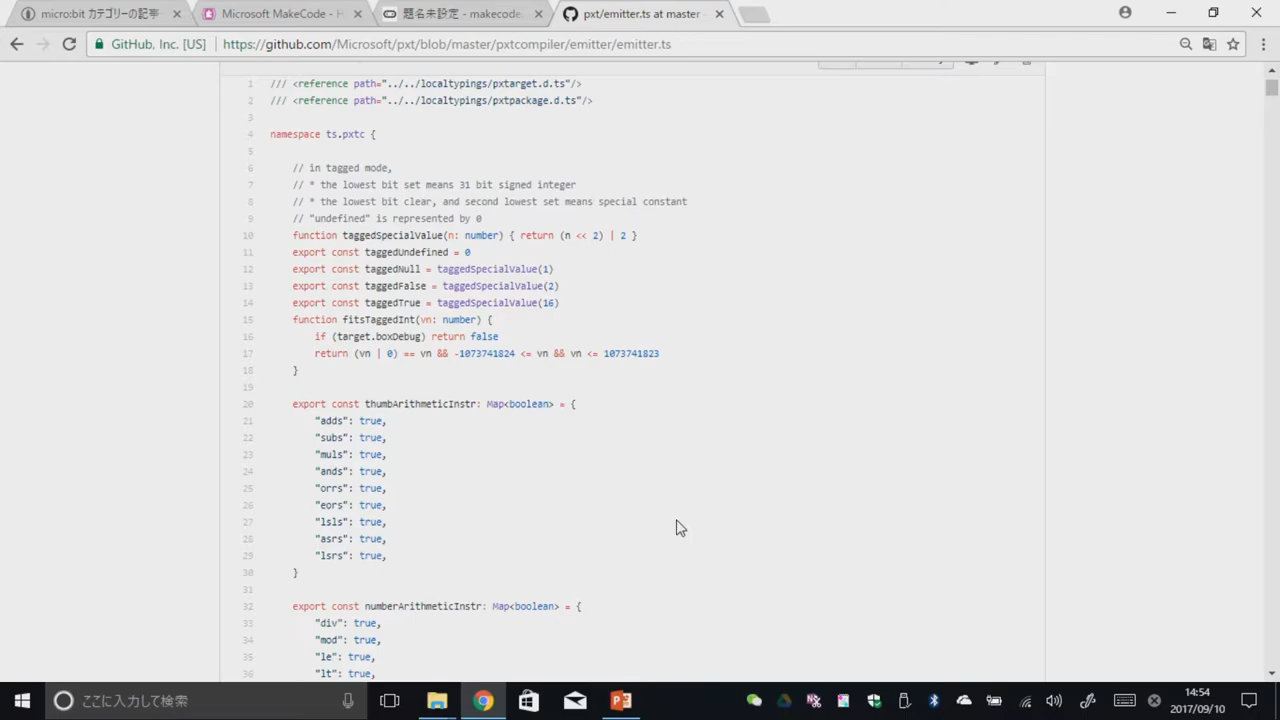 micro:bit カテゴリーの記事
Microsoft MakeCode - H
題名未設定 - makecode
pxt/emitter.ts at master
GitHub, Inc. [US]
https://github.com/Microsoft/pxt/blob/master/pxtcompiler/emitter/emitter.ts
1 /// <reference path="../../localtypings/pxtarget.d.ts"/>
2 /// <reference path="../../localtypings/pxtpackage.d.ts"/>
3
4 namespace ts.pxtc {
5
6 // in tagged mode,
7 // * the lowest bit set means 31 bit signed integer
8 // * the lowest bit clear, and second lowest set means special constant
9 // "undefined" is represented by 0
10 function taggedSpecialValue(n: number) { return (n << 2) | 2 }
11 export const taggedUndefined = 0
12 export const taggedNull = taggedSpecialValue(1)
13 export const taggedFalse = taggedSpecialValue(2)
14 export const taggedTrue = taggedSpecialValue(16)
15 function fitsTaggedInt(vn: number) {
16 if (target.boxDebug) return false
17 return (vn | 0) == vn && -1073741824 <= vn && vn <= 1073741823
18 }
19
20 export const thumbArithmeticInstr: Map<boolean> = {
21 "adds": true,
22 "subs": true,
23 "muls": true,
24 "ands": true,
25 "orrs": true,
26 "eors": true,
27 "lsls": true,
28 "asrs": true,
29 "lsrs": true,
30 }
31
32 export const numberArithmeticInstr: Map<boolean> = {
33 "div": true,
34 "mod": true,
35 "le": true,
36 "lt": true,
ここに入力して検索
14:54
2017/09/10